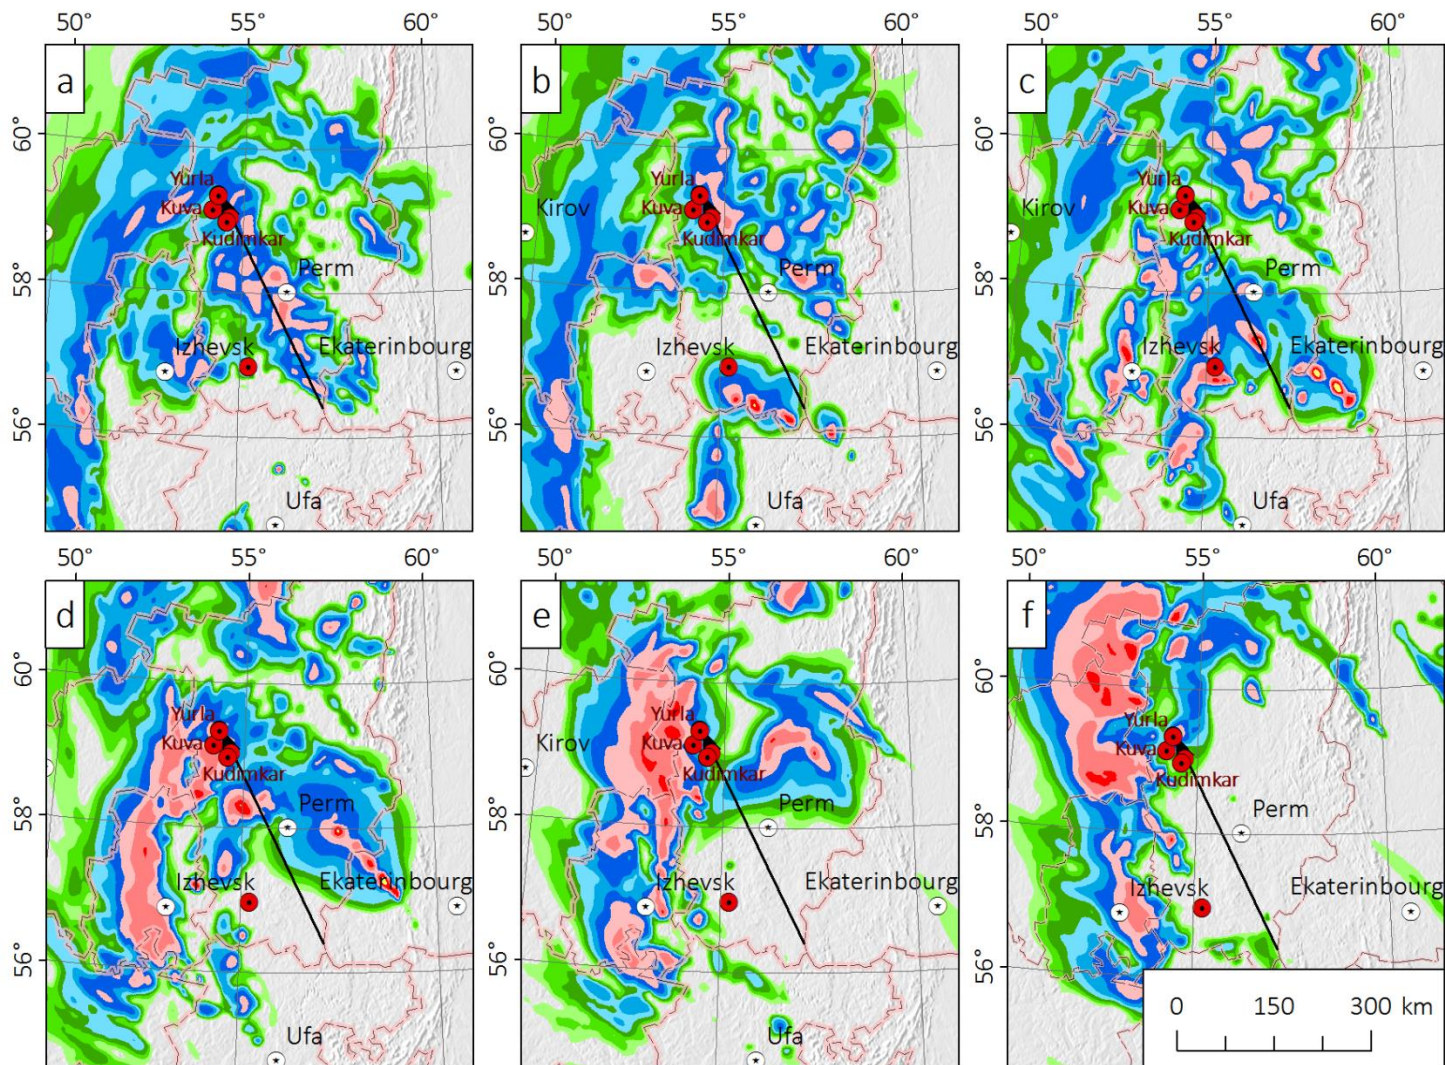 50° 55° 60° 50° 55° 60° 50° 55° 60°
a b c
60° 60° 60°
Yurla Yurla Yurla
Kuva Kirov Kuva Kirov Kuva
Kudimkar Kudimkar Kudimkar
58° Perm 58° Perm 58° Perm
Izhevsk Ekaterinbourg Izhevsk Ekaterinbourg Izhevsk Ekaterinbourg
56° 56° 56°
Ufa Ufa Ufa
50° 55° 60° 50° 55° 60° 50° 55° 60°
d e f
60° 60° 60°
Yurla Yurla Yurla
Kuva Kirov Kuva Kuva
Kudimkar Kudimkar Kudimkar
58° Perm 58° Perm 58° Perm
Izhevsk Ekaterinbourg Izhevsk Ekaterinbourg Izhevsk Ekaterinbourg
56° 56° 56°
Ufa Ufa
0 150 300 km